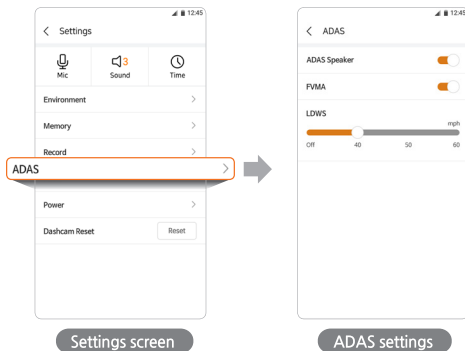 12:45
Settings
3
Mic Sound Time
Environment
Memory
Record
ADAS
Power
Dashcam Reset Reset
Settings screen
12:45
ADAS
ADAS Speaker
FVMA
LDWS
mph
Off 40 50 60
ADAS settings